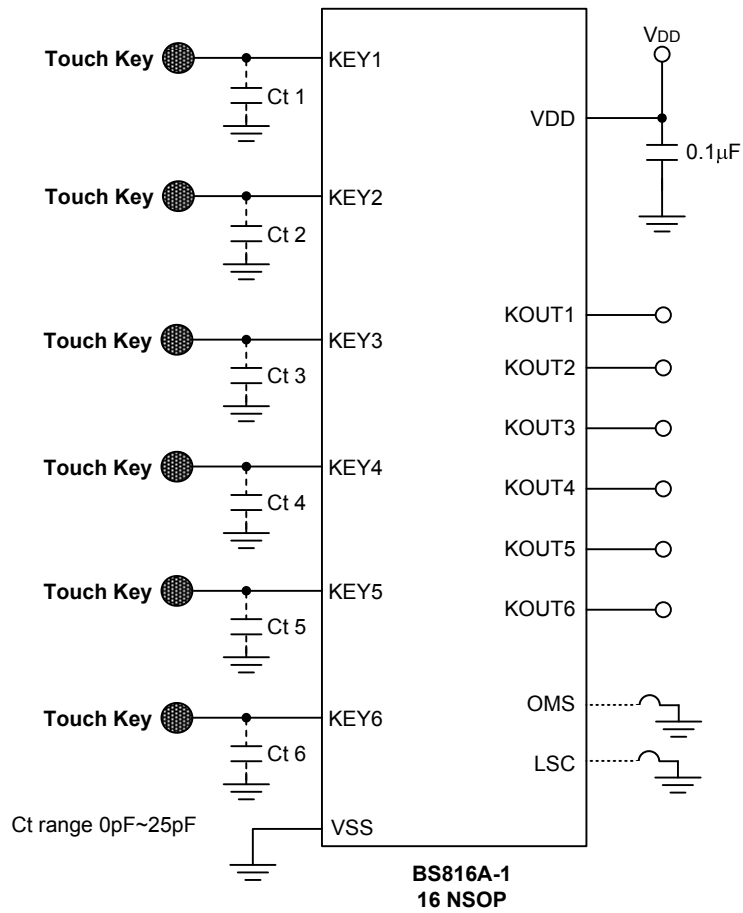 Touch Key
Ct 1
KEY1
Touch Key
Ct 2
KEY2
Touch Key
Ct 3
KEY3
Touch Key
Ct 4
KEY4
Touch Key
Ct 5
KEY5
Touch Key
Ct 6
KEY6
Ct range 0pF~25pF
VSS
VDD
VDD
0.1μF
KOUT1
KOUT2
KOUT3
KOUT4
KOUT5
KOUT6
OMS
LSC
BS816A-1
16 NSOP